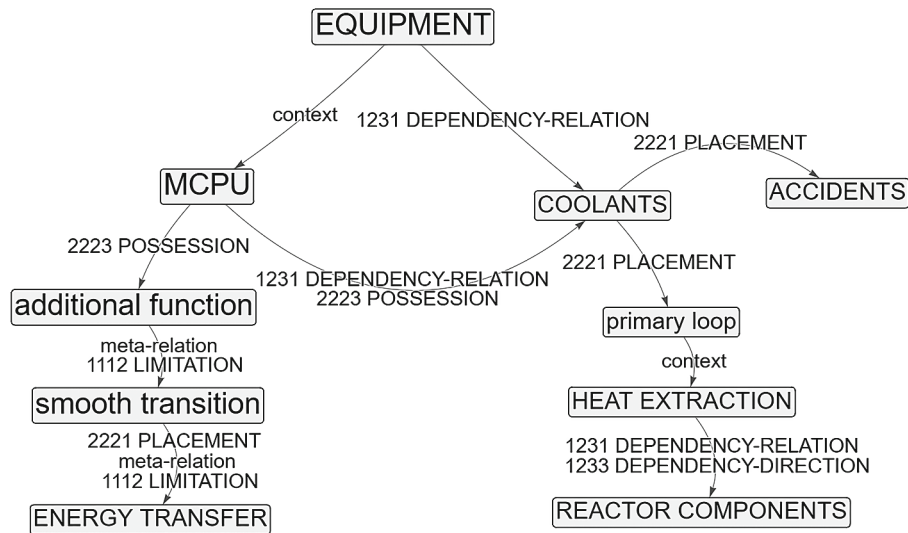 EQUIPMENT
context
1231 DEPENDENCY-RELATION
2221 PLACEMENT
MCPU
COOLANTS
ACCIDENTS
2223 POSSESSION
1231 DEPENDENCY-RELATION
2223 POSSESSION
2221 PLACEMENT
additional function
primary loop
meta-relation
1112 LIMITATION
context
smooth transition
HEAT EXTRACTION
2221 PLACEMENT
meta-relation
1112 LIMITATION
1231 DEPENDENCY-RELATION
1233 DEPENDENCY-DIRECTION
ENERGY TRANSFER
REACTOR COMPONENTS